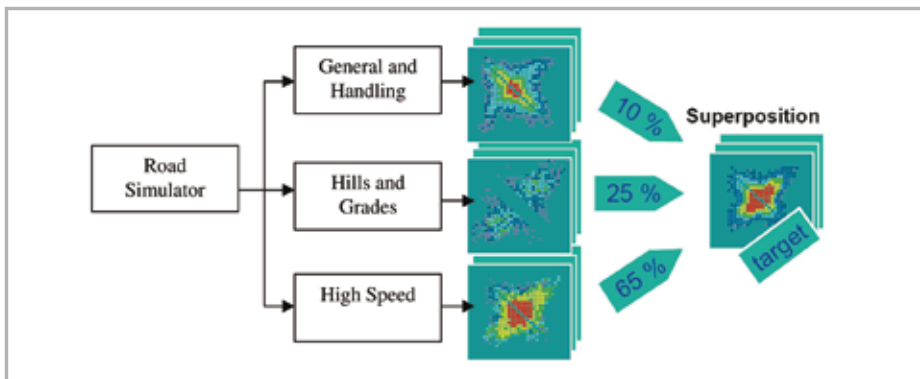 General and
Handling
10 %
Superposition
Road
Simulator
Hills and
Grades
25 %
target
High Speed
65 %